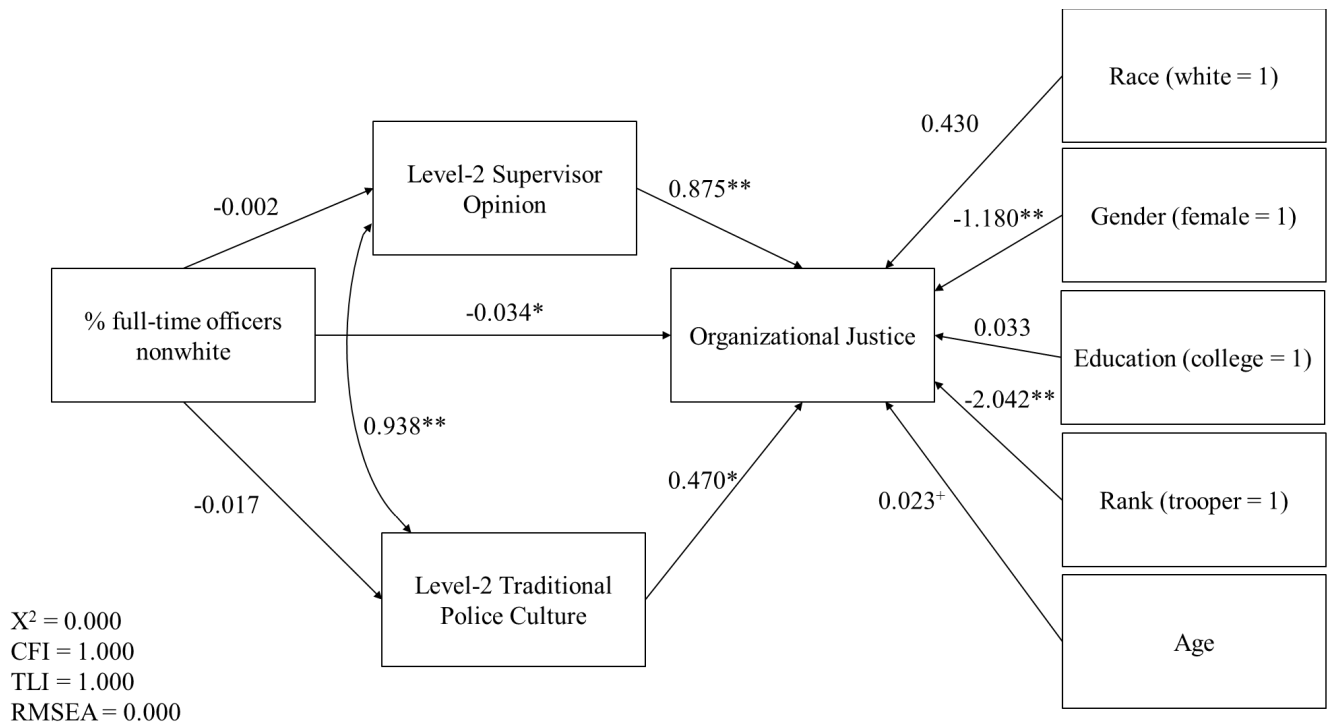 Race (white = 1)
0.430
Level-2 Supervisor
Opinion
0.875**
-0.002
-1.180**
Gender (female = 1)
% full-time officers
nonwhite
-0.034*
Organizational Justice
0.033
Education (college = 1)
-2.042**
0.938**
0.470*
0.023⁺
Rank (trooper = 1)
-0.017
Level-2 Traditional
Police Culture
Age
X² = 0.000
CFI = 1.000
TLI = 1.000
RMSEA = 0.000